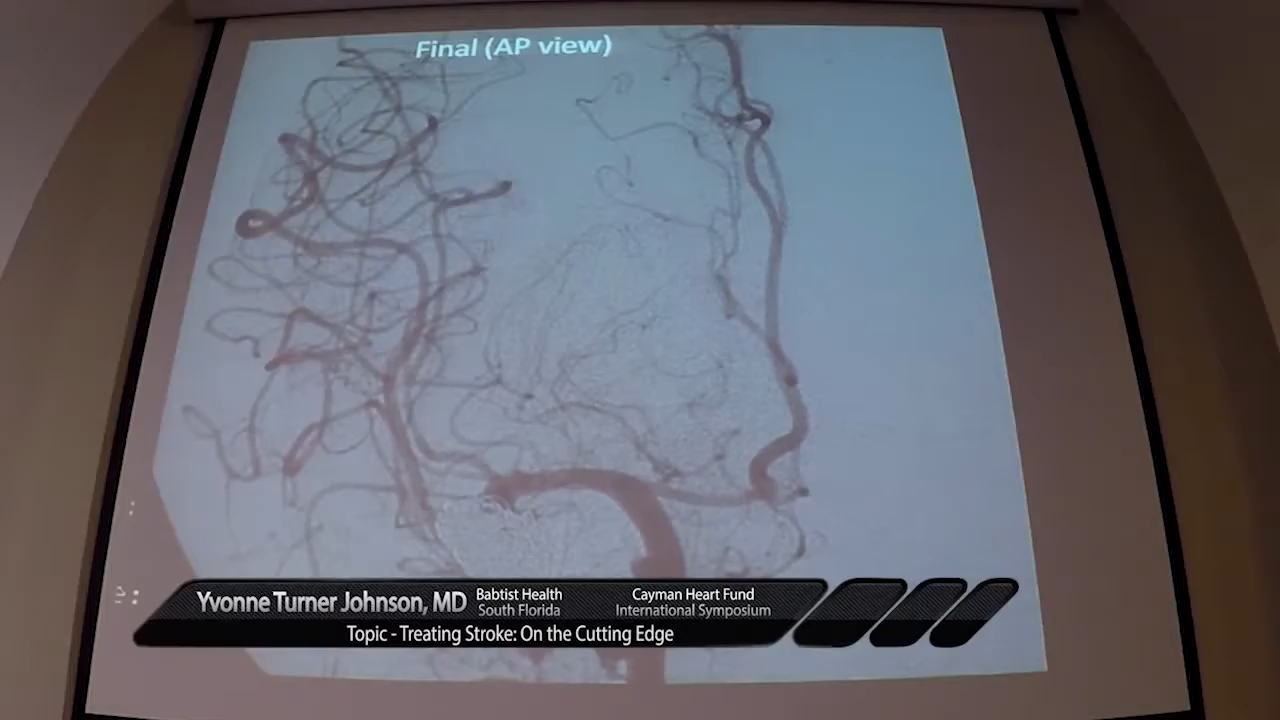 Final (AP view)
Yvonne Turner Johnson, MD
Babtist Health
South Florida
Cayman Heart Fund
International Symposium
Topic - Treating Stroke: On the Cutting Edge